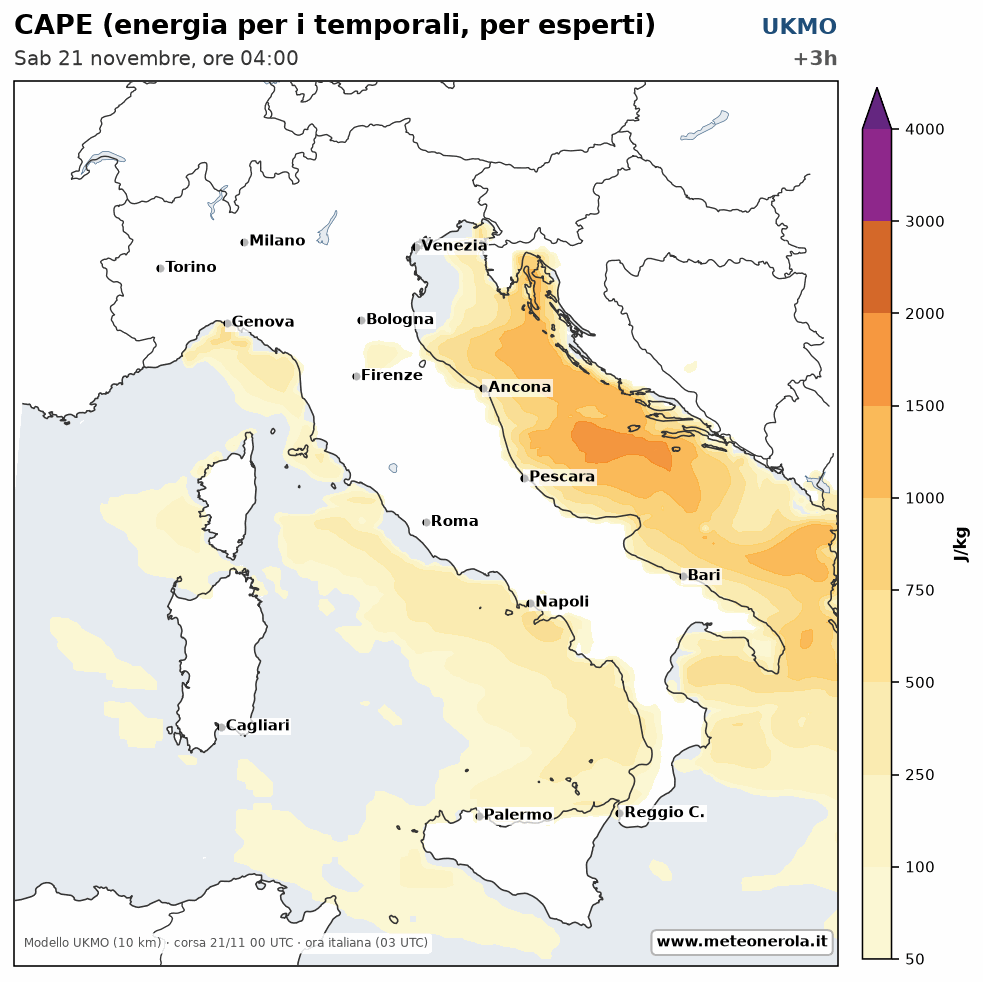 CAPE (energia per i temporali, per esperti)
UKMO
Sab 21 novembre, ore 04:00
+3h
Milano
Venezia
Torino
Genova
Bologna
Firenze
Ancona
Pescara
Roma
Bari
Napoli
Cagliari
Palermo
Reggio C.
4000
3000
2000
1500
1000
750
500
250
100
50
J/kg
Modello UKMO (10 km) · corsa 21/11 00 UTC · ora italiana (03 UTC)
www.meteonerola.it